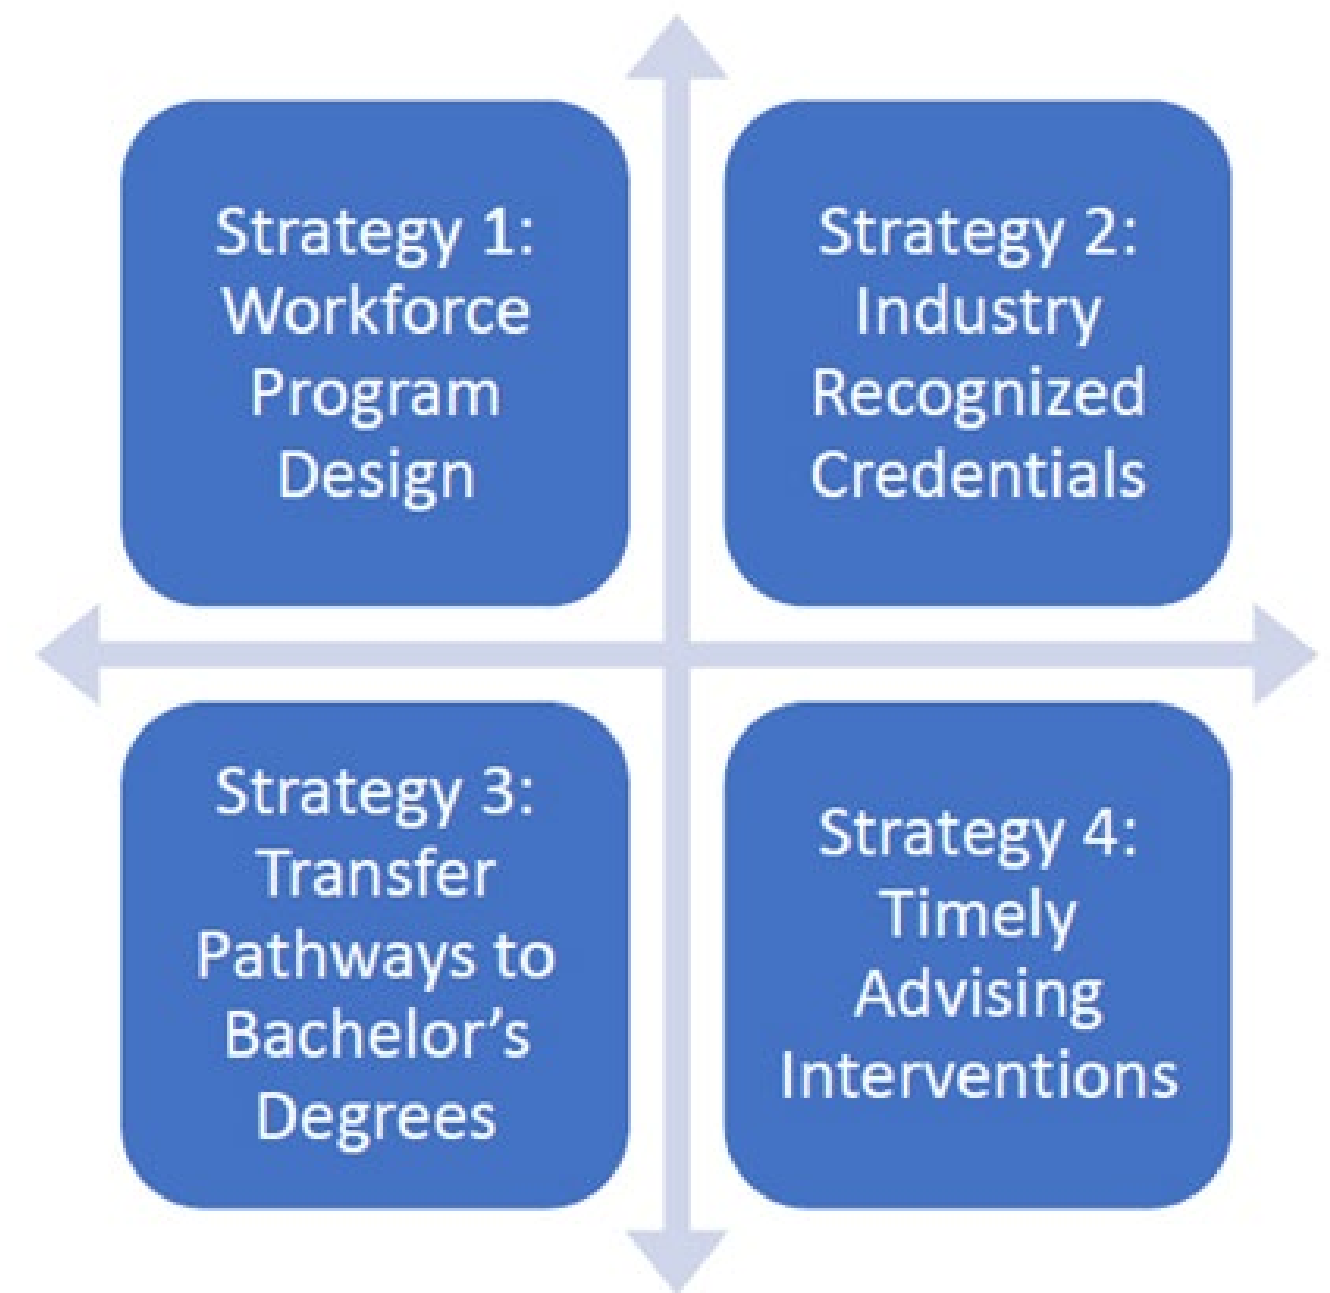 Strategy 1:
Workforce
Program
Design
Strategy 2:
Industry
Recognized
Credentials
Strategy 3:
Transfer
Pathways to
Bachelor’s
Degrees
Strategy 4:
Timely
Advising
Interventions